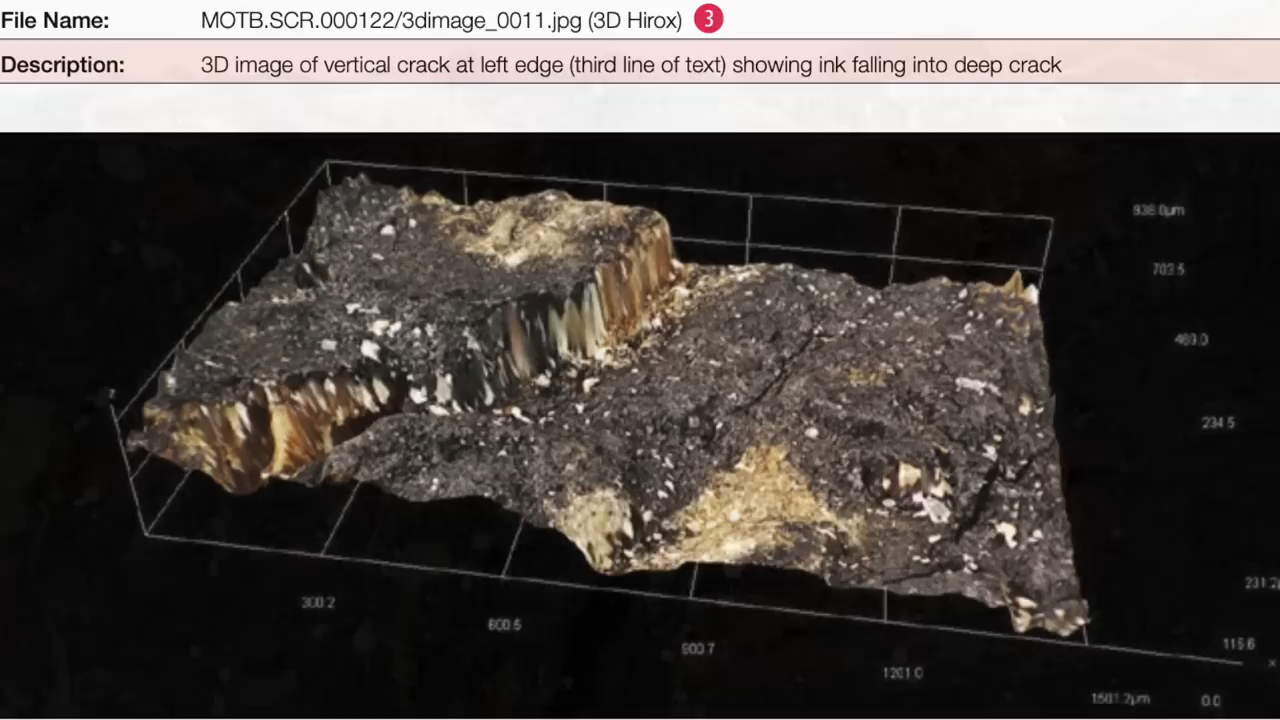 File Name: MOTB.SCR.000122/3dimage_0011.jpg (3D Hirox) 3
Description: 3D image of vertical crack at left edge (third line of text) showing ink falling into deep crack
938.0µm
703.5
469.0
234.5
300.2
600.5
900.7
1201.0
1501.2µm
231.2
115.6
0.0